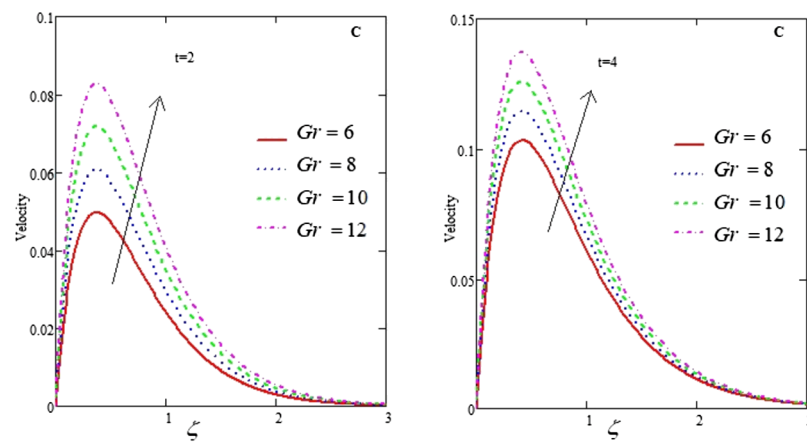 0.1
C
t=2
0.08
Gr = 6
Gr = 8
0.06
Gr = 10
Gr = 12
Velocity
0.04
0.02
0
1
2
3
ζ
0.15
C
t=4
Gr = 6
0.10
Gr = 8
Gr = 10
Gr = 12
Velocity
0.05
0
1
2
ζ